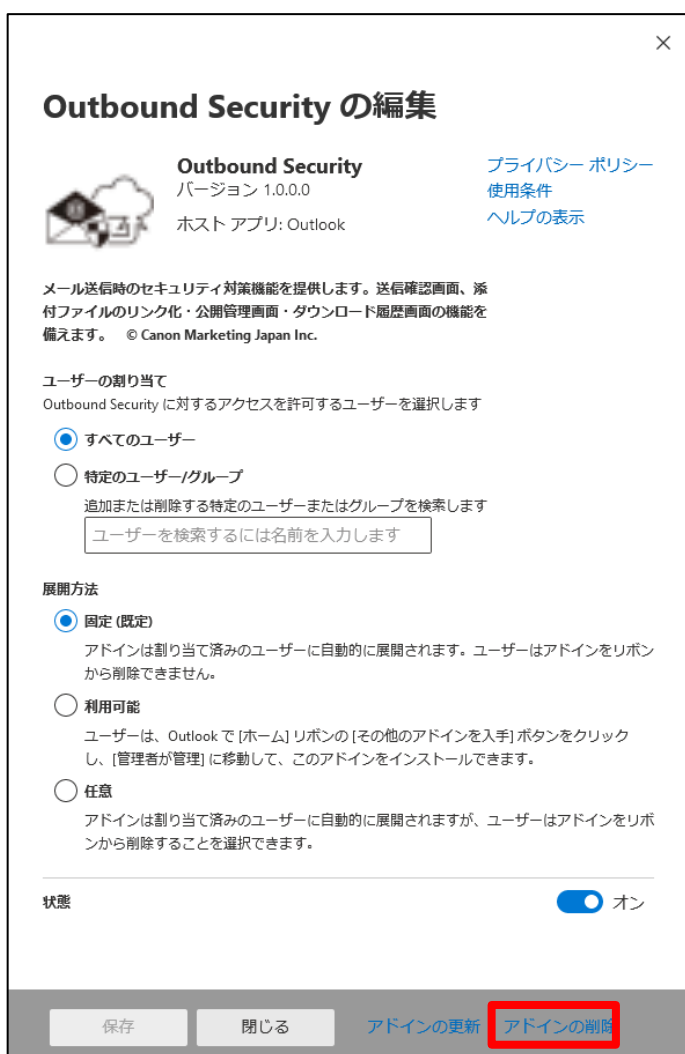 Outbound Security の編集
Outbound Security
バージョン 1.0.0.0
ホスト アプリ: Outlook
プライバシー ポリシー
使用条件
ヘルプの表示
メール送信時のセキュリティ対策機能を提供します。送信確認画面、添
付ファイルのリンク化・公開管理画面・ダウンロード履歴画面の機能を
備えます。 © Canon Marketing Japan Inc.
ユーザーの割り当て
Outbound Security に対するアクセスを許可するユーザーを選択します
すべてのユーザー
特定のユーザー/グループ
追加または削除する特定のユーザーまたはグループを検索します
ユーザーを検索するには名前を入力します
展開方法
固定 (既定)
アドインは割り当て済みのユーザーに自動的に展開されます。ユーザーはアドインをリボン
から削除できません。
利用可能
ユーザーは、Outlook で [ホーム] リボンの [その他のアドインを入手] ボタンをクリック
し、[管理者が管理] に移動して、このアドインをインストールできます。
任意
アドインは割り当て済みのユーザーに自動的に展開されますが、ユーザーはアドインをリボ
ンから削除することを選択できます。
状態
オン
保存
閉じる
アドインの更新
アドインの削除